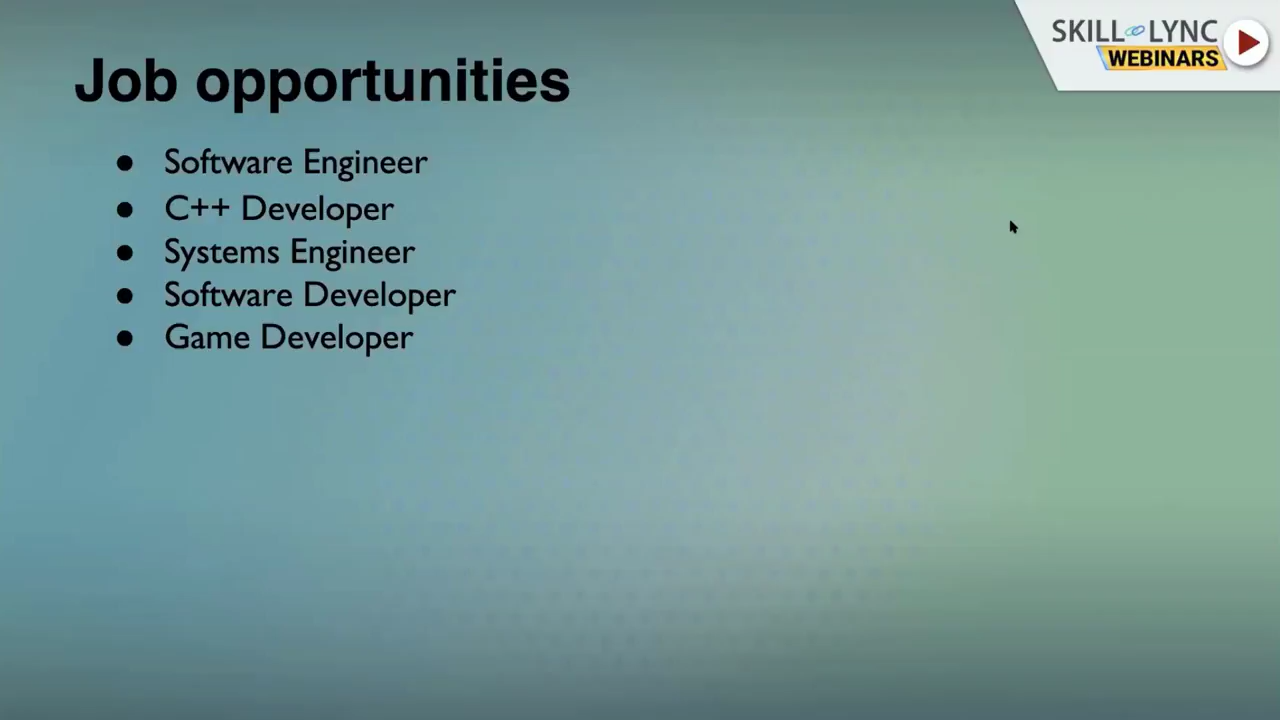 SKILL LYNC
WEBINARS
Job opportunities
● Software Engineer
● C++ Developer
● Systems Engineer
● Software Developer
● Game Developer